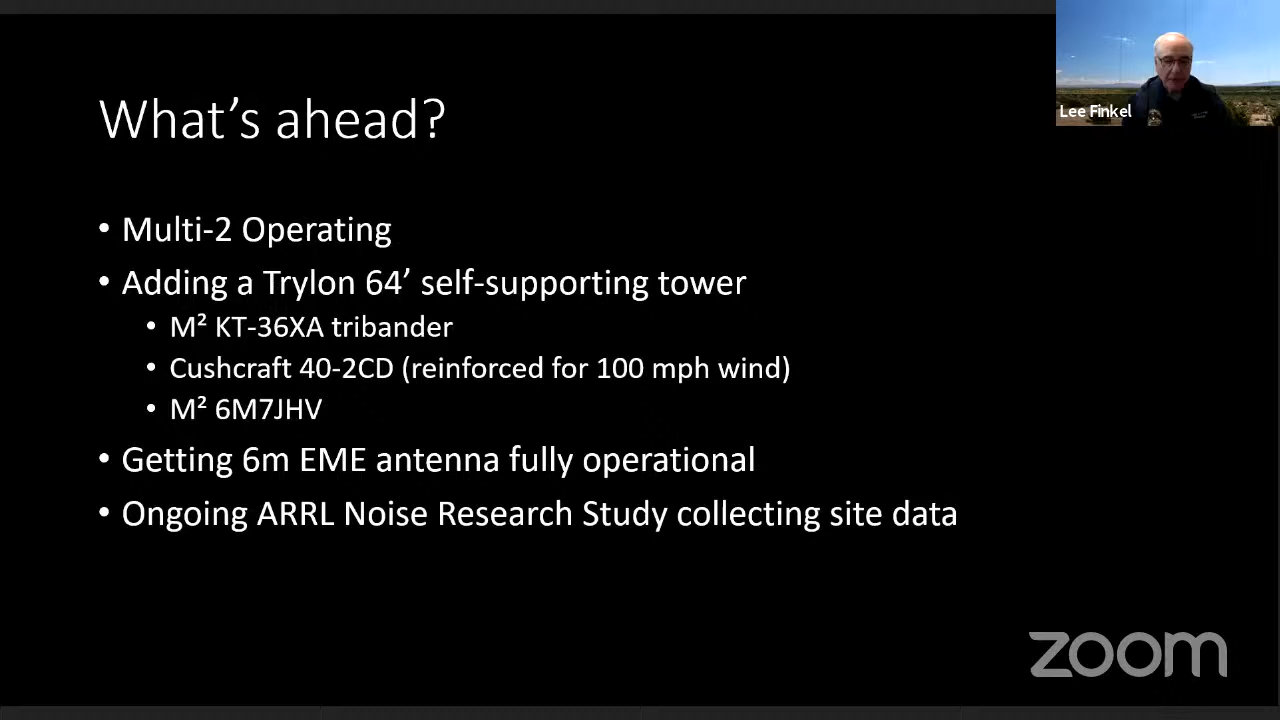 Lee Finkel
What’s ahead?
• Multi-2 Operating
• Adding a Trylon 64’ self-supporting tower
• M² KT-36XA tribander
• Cushcraft 40-2CD (reinforced for 100 mph wind)
• M² 6M7JHV
• Getting 6m EME antenna fully operational
• Ongoing ARRL Noise Research Study collecting site data
zoom